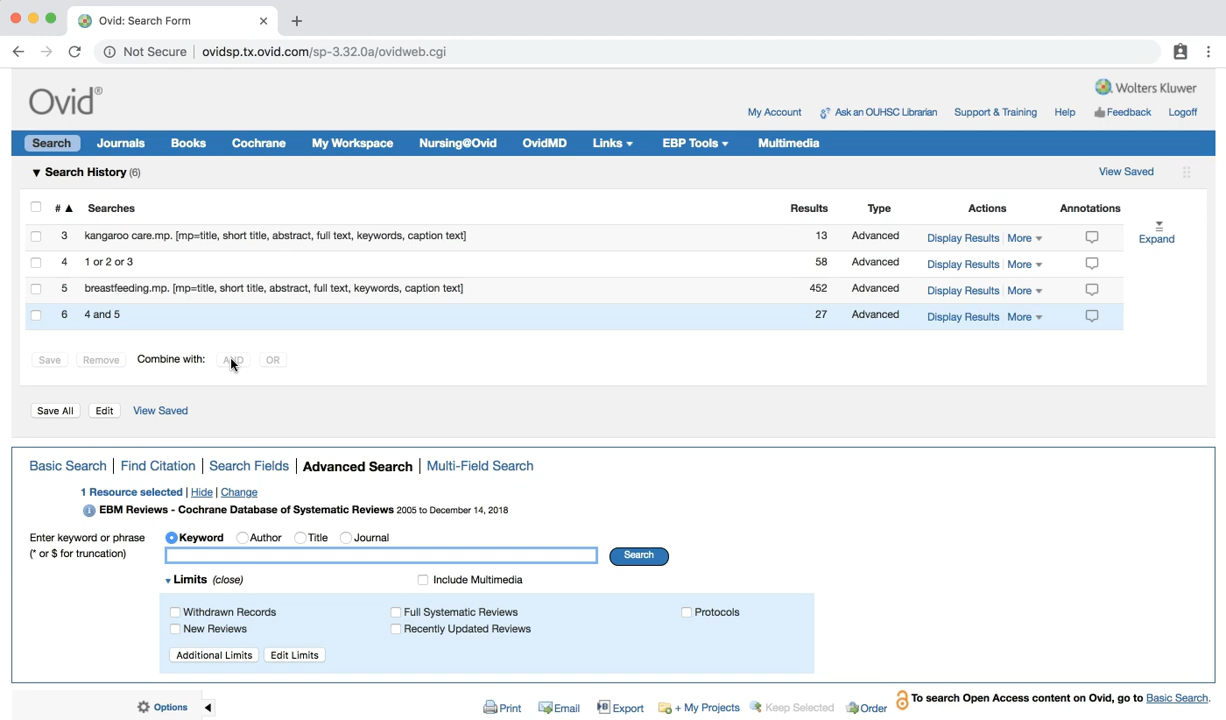 Ovid: Search Form
Not Secure | ovidsp.tx.ovid.com/sp-3.32.0a/ovidweb.cgi
Ovid®
Wolters Kluwer
My Account Ask an OUHSC Librarian Support & Training Help Feedback Logoff
Search Journals Books Cochrane My Workspace Nursing@Ovid OvidMD Links EBP Tools Multimedia
Search History (6) View Saved
# ▲ Searches Results Type Actions Annotations
3 kangaroo care.mp. [mp=title, short title, abstract, full text, keywords, caption text] 13 Advanced Display Results More
Expand
4 1 or 2 or 3 58 Advanced Display Results More
5 breastfeeding.mp. [mp=title, short title, abstract, full text, keywords, caption text] 452 Advanced Display Results More
6 4 and 5 27 Advanced Display Results More
Save Remove Combine with: AND OR
Save All Edit View Saved
Basic Search | Find Citation | Search Fields | Advanced Search | Multi-Field Search
1 Resource selected | Hide | Change
EBM Reviews - Cochrane Database of Systematic Reviews 2005 to December 14, 2018
Enter keyword or phrase
(* or $ for truncation)
Keyword Author Title Journal
Search
Limits (close) Include Multimedia
Withdrawn Records Full Systematic Reviews Protocols
New Reviews Recently Updated Reviews
Additional Limits Edit Limits
Options Print Email Export + My Projects Keep Selected Order To search Open Access content on Ovid, go to Basic Search.